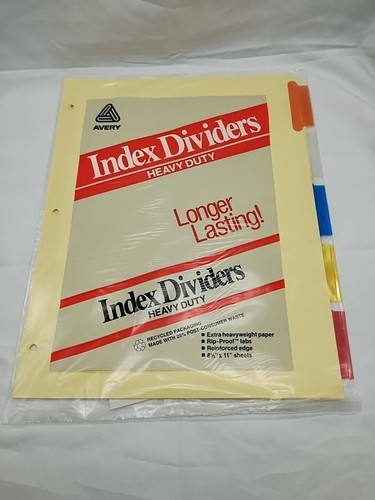 AVERY
Index Dividers
HEAVY DUTY
Longer
Lasting!
Index Dividers
HEAVY DUTY
RECYCLED PACKAGING
MADE WITH 25% POST-CONSUMER WASTE
■ Extra heavyweight paper
■ Rip-Proof™ tabs
■ Reinforced edge
■ 8½" x 11" sheets